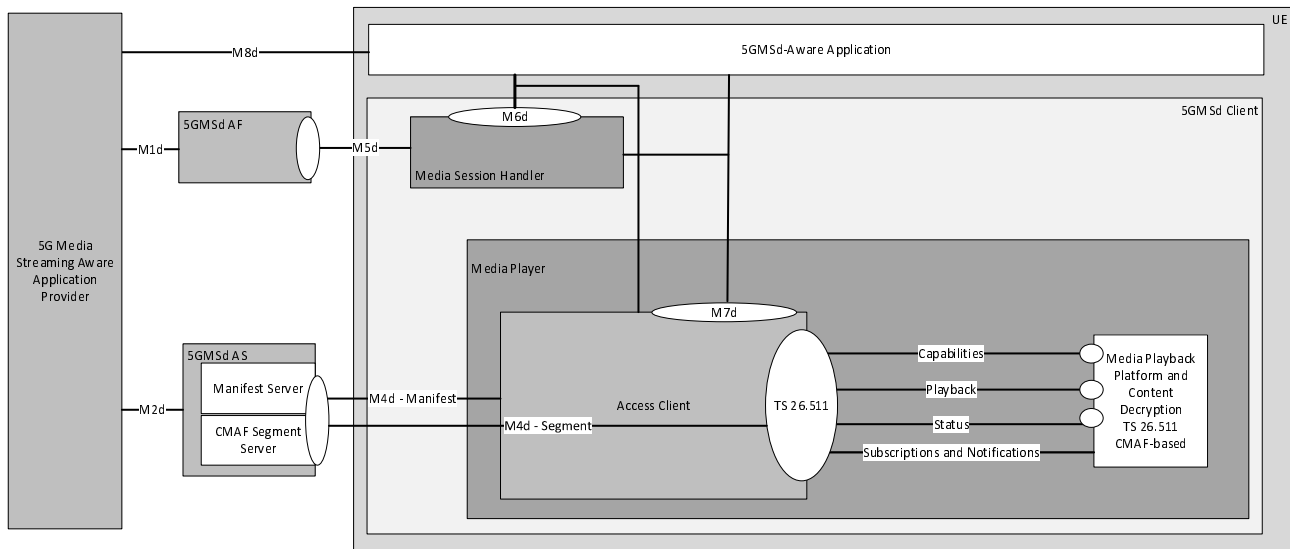 UE
M8d
5GMSd-Aware Application
5GMSd Client
5GMSd AF
M6d
M1d
M5d
Media Session Handler
5G Media
Streaming Aware
Application
Provider
Media Player
M7d
5GMSd AS
Manifest Server
CMAF Segment
Server
M2d
M4d - Manifest
M4d - Segment
Access Client
TS 26.511
Capabilities
Playback
Status
Subscriptions and Notifications
Media Playback
Platform and
Content
Decryption
TS 26.511
CMAF-based